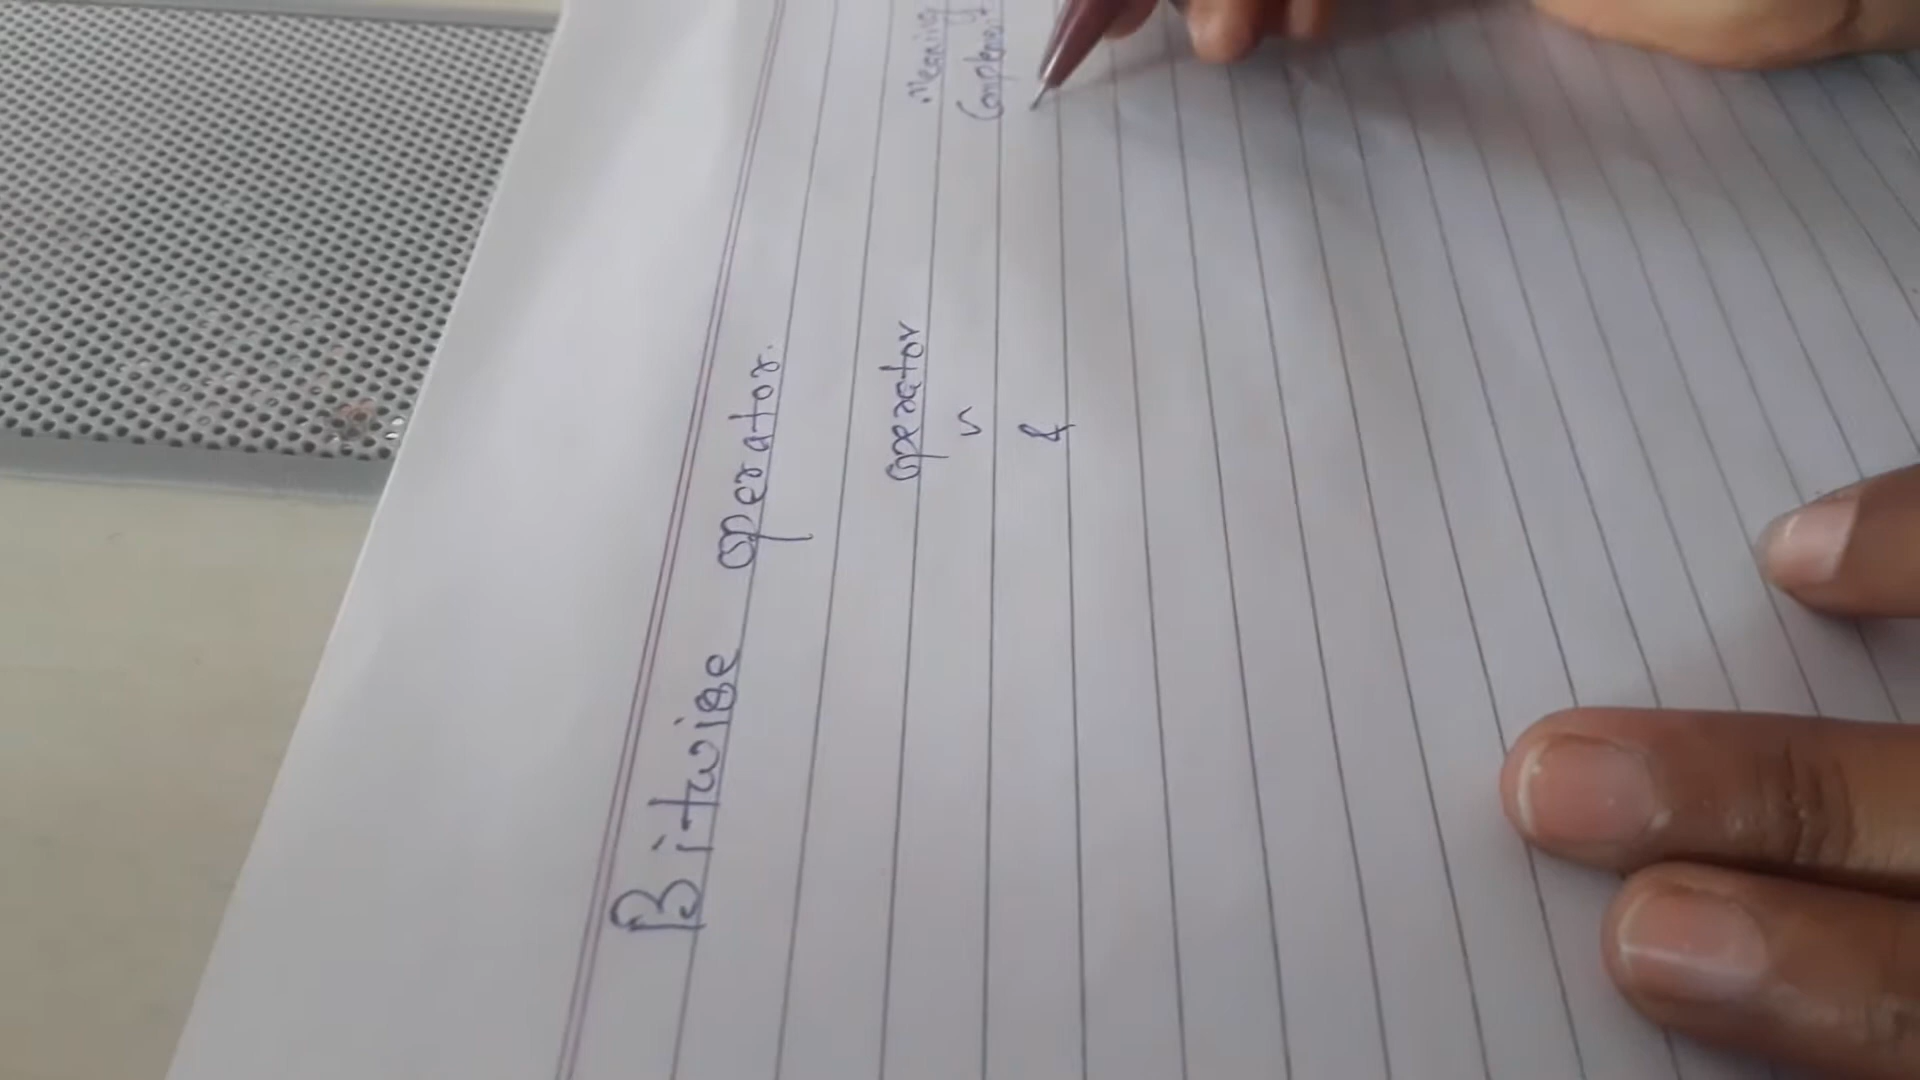 Bitwise operator.
operator Meaning
~ Complement
&